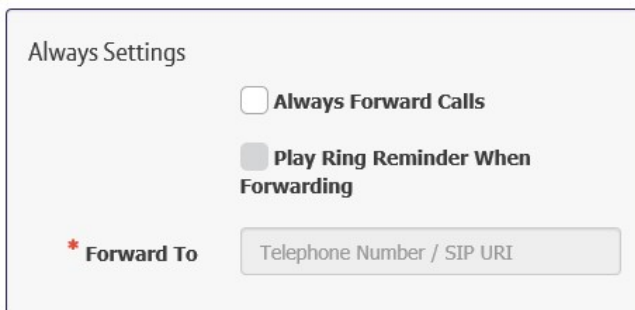 Always Settings
Always Forward Calls
Play Ring Reminder When
Forwarding
* Forward To
Telephone Number / SIP URI